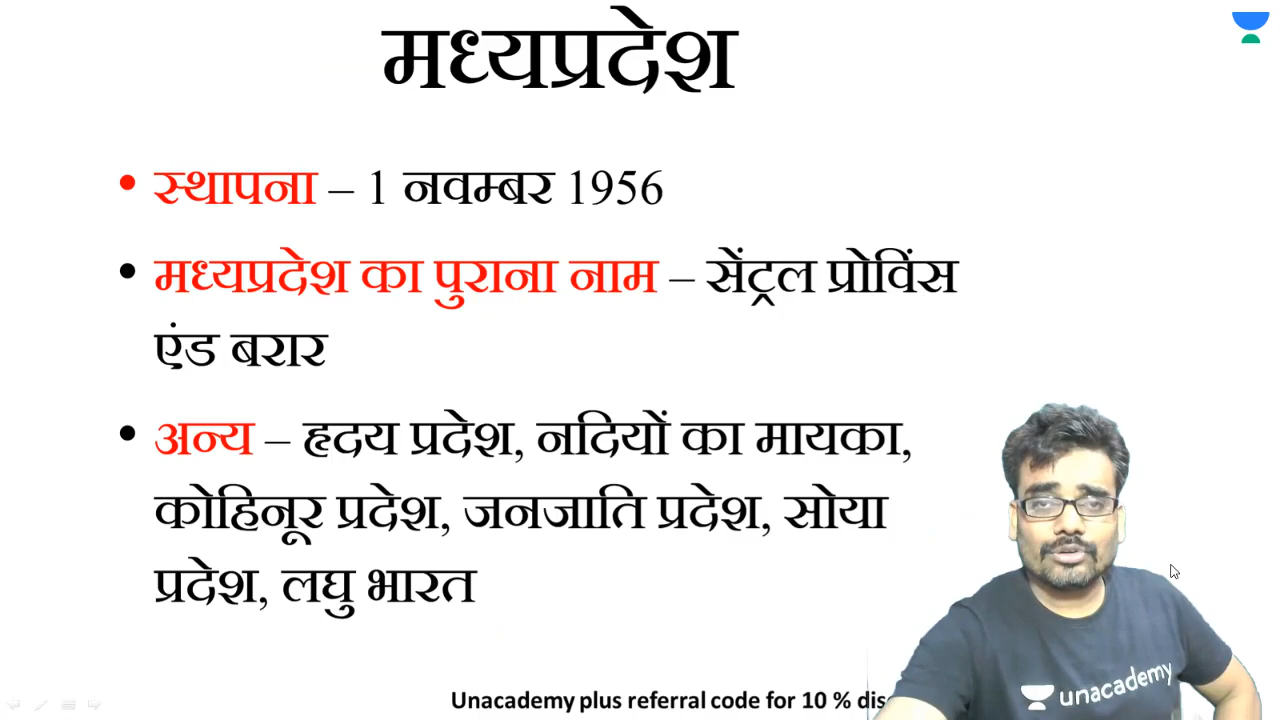 मध्यप्रदेश
• स्थापना – 1 नवम्बर 1956
• मध्यप्रदेश का पुराना नाम – सेंट्रल प्रोविंस
एंड बरार
• अन्य – हृदय प्रदेश, नदियों का मायका,
कोहिनूर प्रदेश, जनजाति प्रदेश, सोया
प्रदेश, लघु भारत
unacademy
Unacademy plus referral code for 10 %